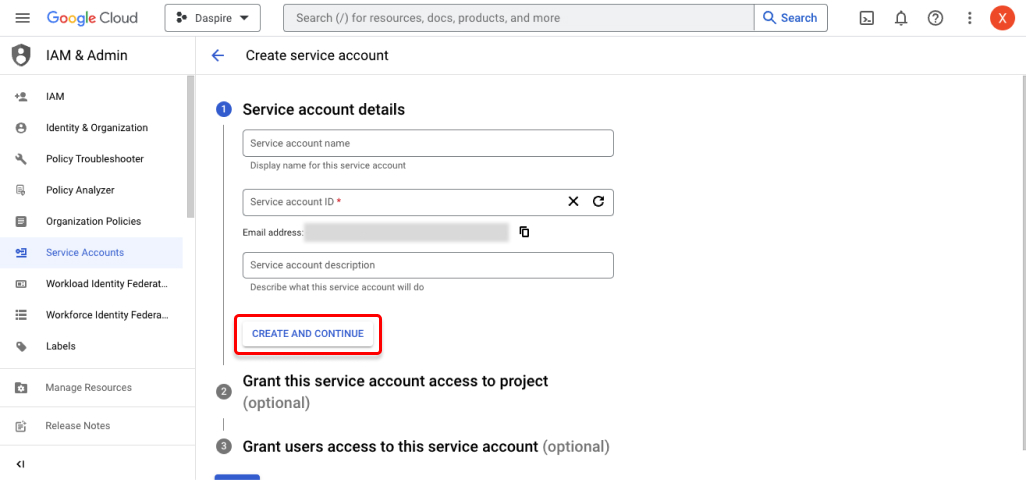 Google Cloud
Daspire
Search (/) for resources, docs, products, and more
Search
X
IAM & Admin
Create service account
IAM
Identity & Organization
Policy Troubleshooter
Policy Analyzer
Organization Policies
Service Accounts
Workload Identity Federat...
Workforce Identity Federa...
Labels
Manage Resources
Release Notes
1 Service account details
Service account name
Display name for this service account
Service account ID *
Email address:
Service account description
Describe what this service account will do
CREATE AND CONTINUE
2 Grant this service account access to project
(optional)
3 Grant users access to this service account (optional)